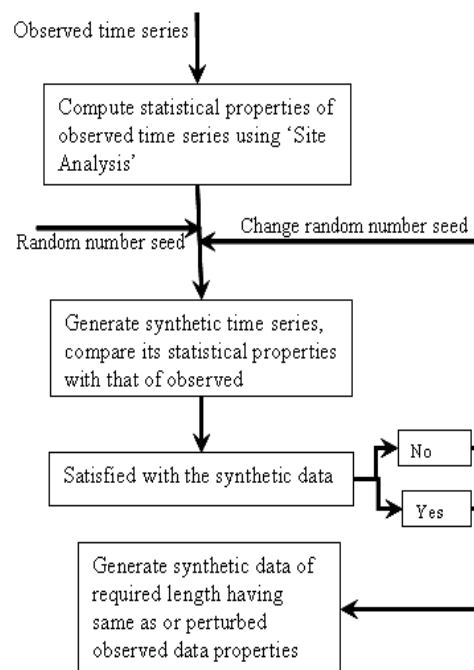 Observed time series
Compute statistical properties of
observed time series using ‘Site
Analysis’
Change random number seed
Random number seed
Generate synthetic time series,
compare its statistical properties
with that of observed
Satisfied with the synthetic data
No
Yes
Generate synthetic data of
required length having
same as or perturbed
observed data properties